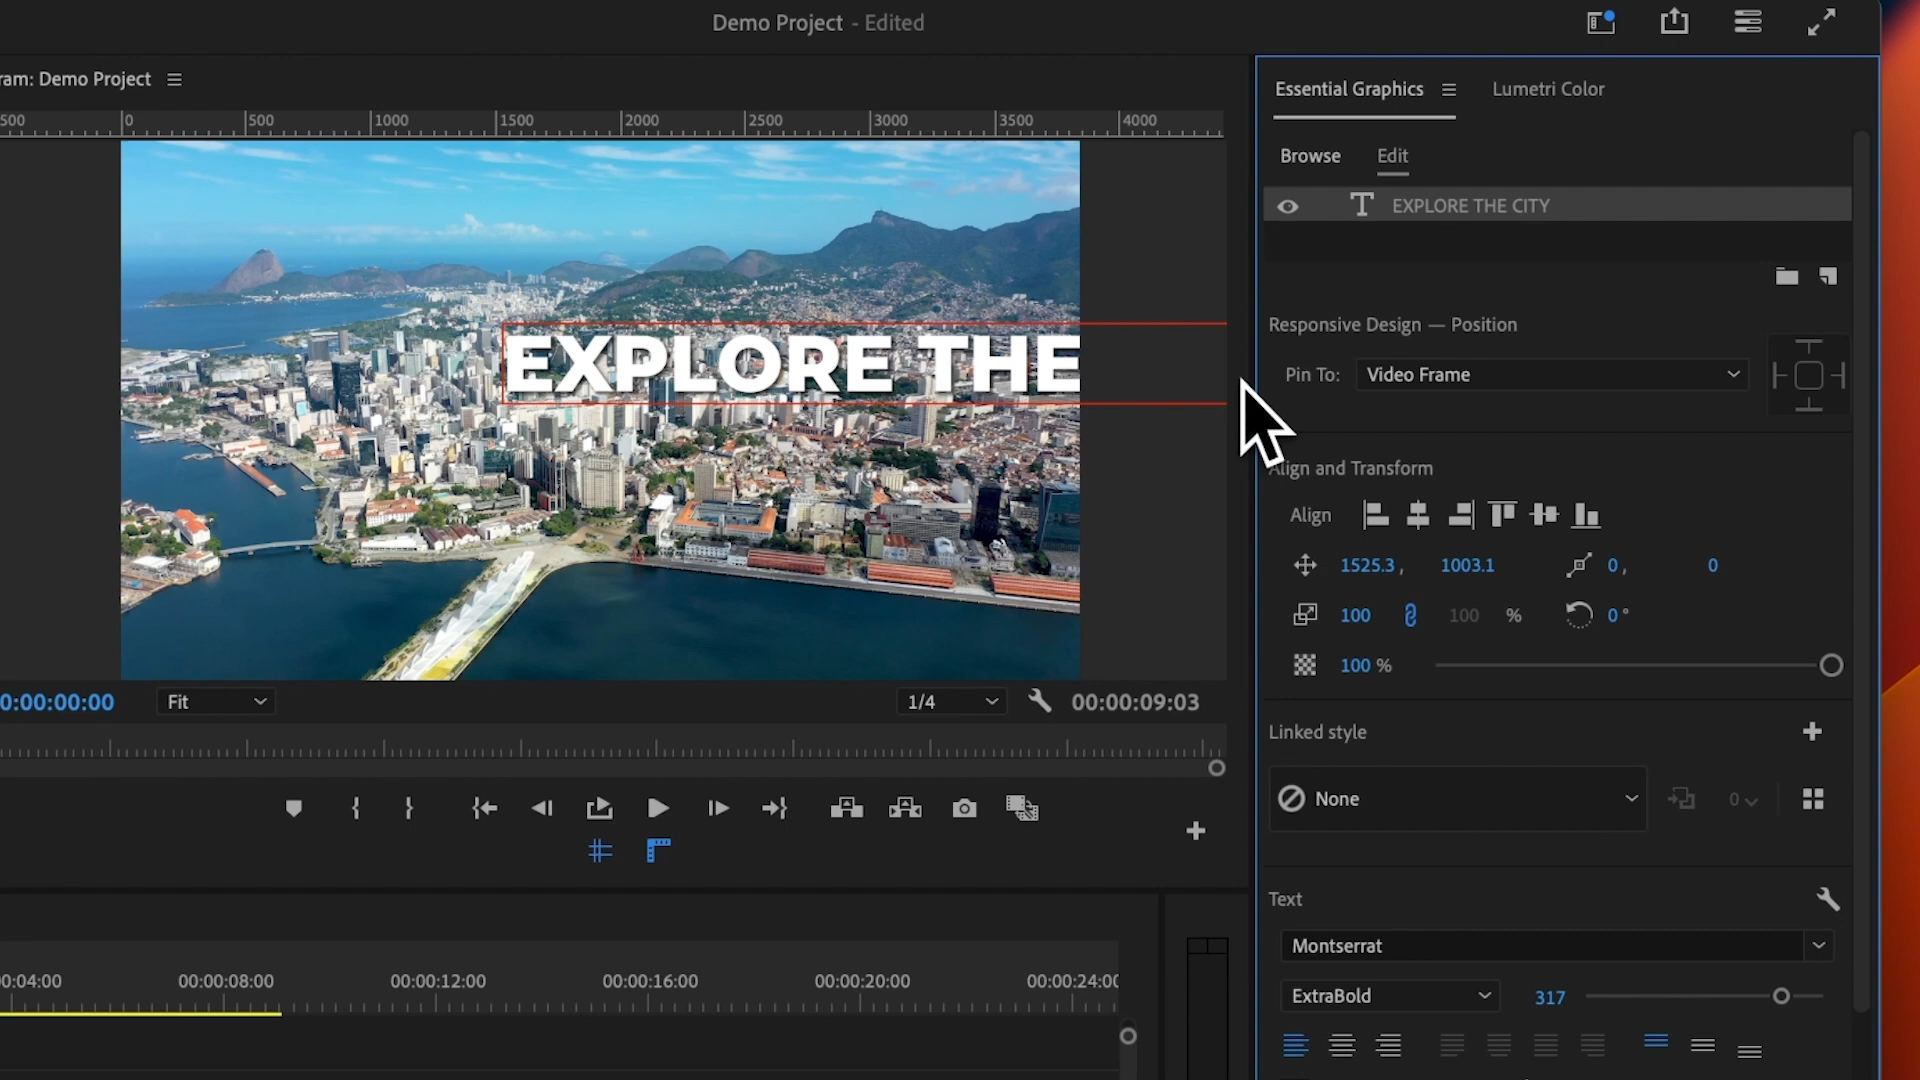 Demo Project - Edited
ram: Demo Project
500 0 500 1000 1500 2000 2500 3000 3500 4000
EXPLORE THE
0:00:00:00 Fit 1/4 00:00:09:03
0:04:00 00:00:08:00 00:00:12:00 00:00:16:00 00:00:20:00 00:00:24:00
Essential Graphics Lumetri Color
Browse Edit
T EXPLORE THE CITY
Responsive Design — Position
Pin To: Video Frame
Align and Transform
Align
1525.3 , 1003.1 0 , 0
100 100 % 0 °
100 %
Linked style
None 0
Text
Montserrat
ExtraBold 317